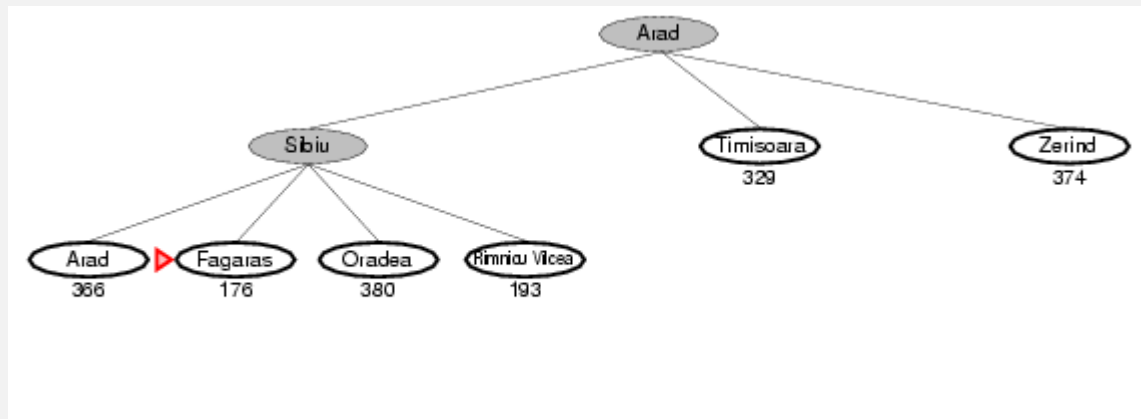 Arad
Sibiu Timisoara Zerind
329 374
Arad Fagaras Oradea Rimnicu Vilcea
366 176 380 193